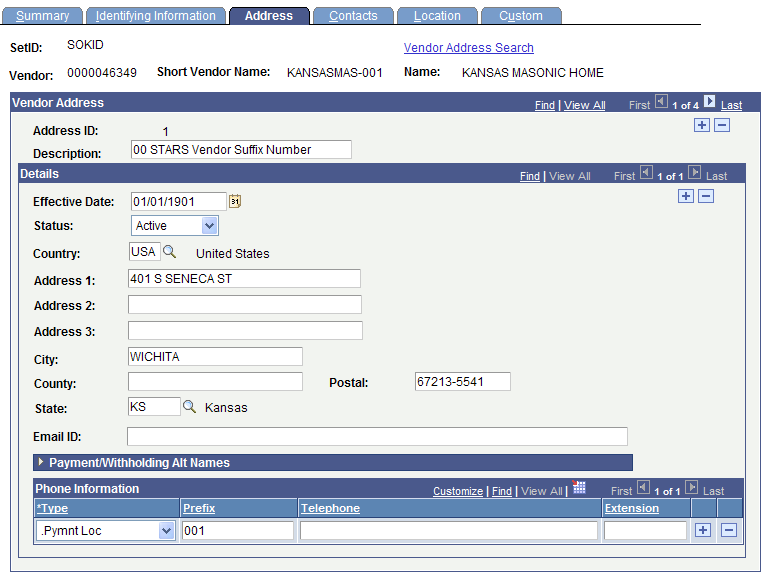 Summary Identifying Information Address Contacts Location Custom
SetID: SOKID Vendor Address Search
Vendor: 0000046349 Short Vendor Name: KANSASMAS-001 Name: KANSAS MASONIC HOME
Vendor Address Find | View All First 1 of 4 Last
Address ID: 1
Description: 00 STARS Vendor Suffix Number
Details Find | View All First 1 of 1 Last
Effective Date: 01/01/1901 31
Status: Active
Country: USA United States
Address 1: 401 S SENECA ST
Address 2:
Address 3:
City: WICHITA
County: Postal: 67213-5541
State: KS Kansas
Email ID:
Payment/Withholding Alt Names
Phone Information Customize | Find | View All | First 1 of 1 Last
*Type Prefix Telephone Extension
.Pymnt Loc 001